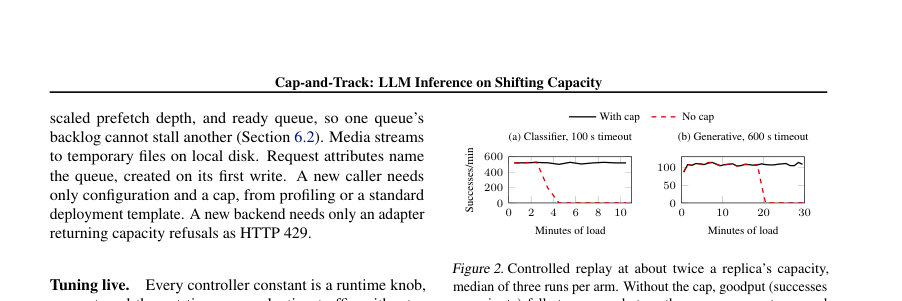 Cap-and-Track: LLM Inference on Shifting Capacity
scaled prefetch depth, and ready queue, so one queue's
backlog cannot stall another (Section 6.2). Media streams
to temporary files on local disk. Request attributes name
the queue, created on its first write. A new caller needs
only configuration and a cap, from profiling or a standard
deployment template. A new backend needs only an adapter
returning capacity refusals as HTTP 429.
Tuning live. Every controller constant is a runtime knob,
With cap No cap
(a) Classifier, 100 s timeout
Successes/min
600
400
200
0
0 2 4 6 8 10
Minutes of load
(b) Generative, 600 s timeout
100
50
0
0 10 20 30
Minutes of load
Figure 2. Controlled replay at about twice a replica's capacity,
median of three runs per arm. Without the cap, goodput (successes